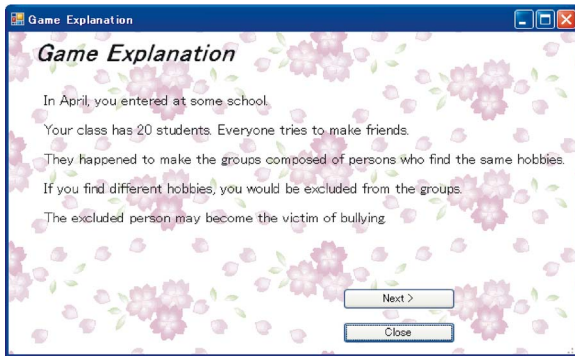 Game Explanation
Game Explanation
In April, you entered at some school.
Your class has 20 students. Everyone tries to make friends.
They happened to make the groups composed of persons who find the same hobbies.
If you find different hobbies, you would be excluded from the groups.
The excluded person may become the victim of bullying.
Next >
Close